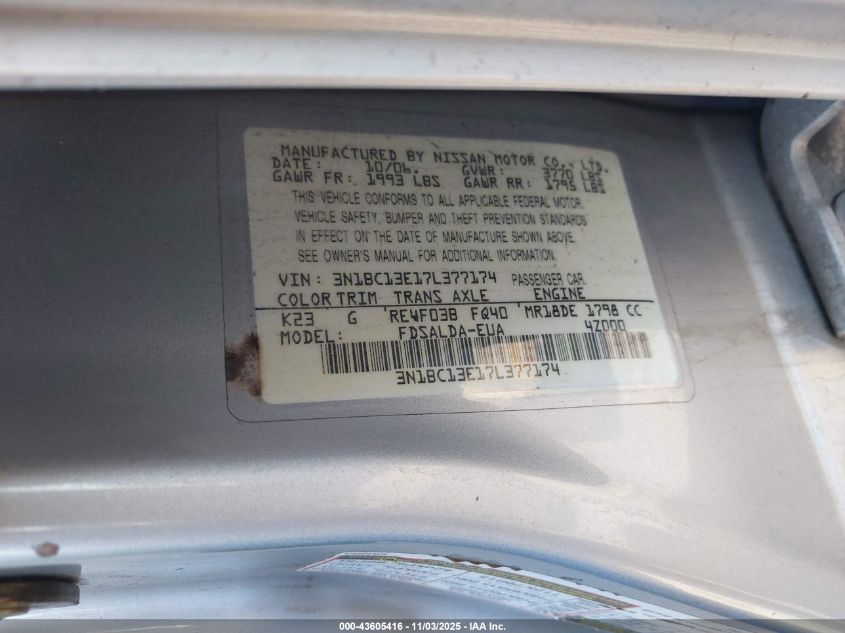 MANUFACTURED BY NISSAN MOTOR CO., LTD.
DATE: 10/06. GVWR: 3770 LBS
GAWR FR: 1993 LBS GAWR RR: 1795 LBS
THIS VEHICLE CONFORMS TO ALL APPLICABLE FEDERAL MOTOR
VEHICLE SAFETY, BUMPER AND THEFT PREVENTION STANDARDS
IN EFFECT ON THE DATE OF MANUFACTURE SHOWN ABOVE.
SEE OWNER'S MANUAL FOR ADDITIONAL INFORMATION.
VIN: 3N1BC13E17L377174 PASSENGER CAR
COLOR TRIM TRANS AXLE ENGINE
K23 G RE4F03B FQ40 MR18DE 1798 CC
MODEL: FDSALDA-EUA 4Z000
3N1BC13E17L377174
000-43605416 - 11/03/2025 - IAA Inc.